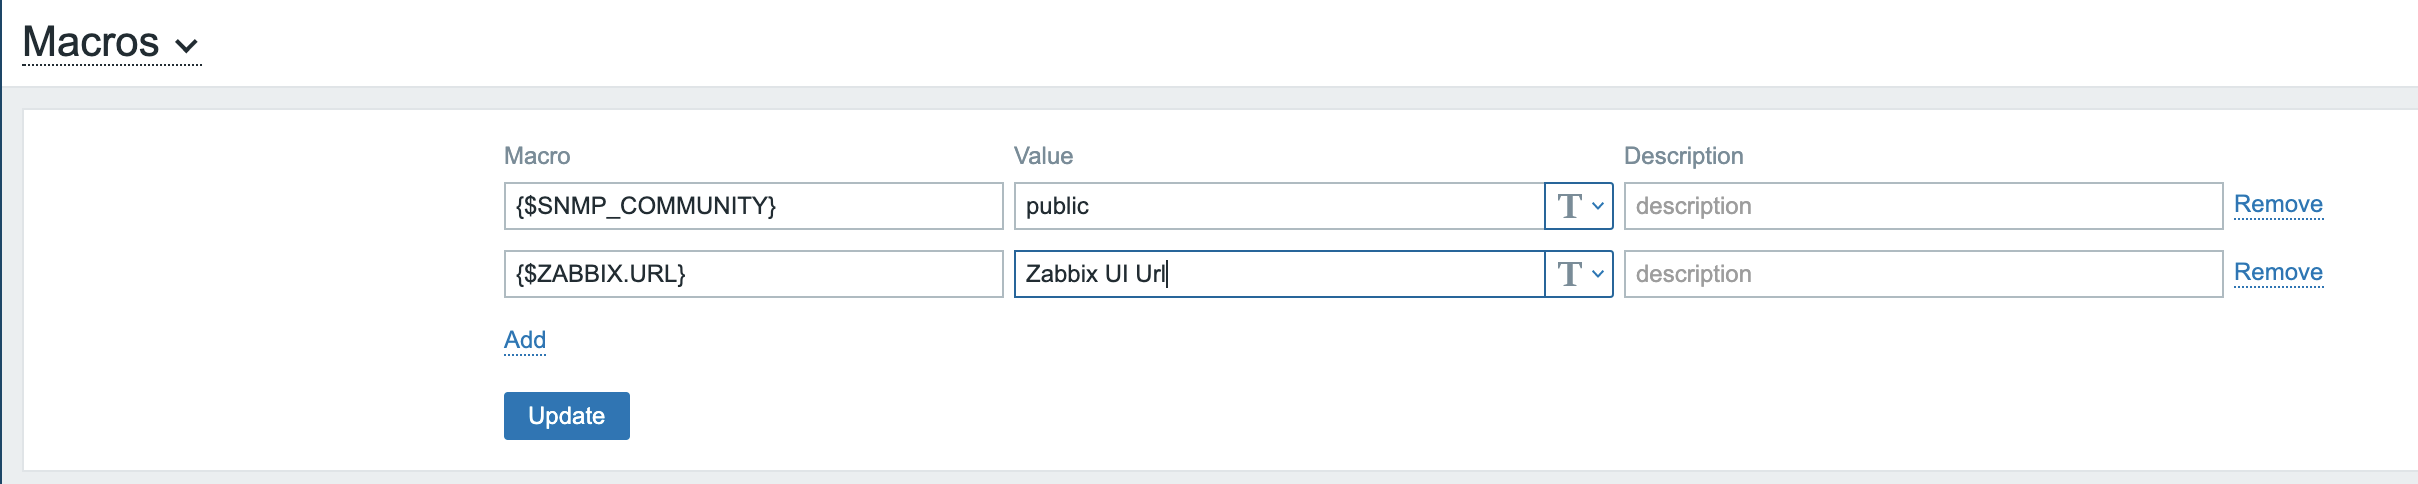 Macros
Macro Value Description
{$SNMP_COMMUNITY} public T description Remove
{$ZABBIX.URL} Zabbix UI Url T description Remove
Add
Update